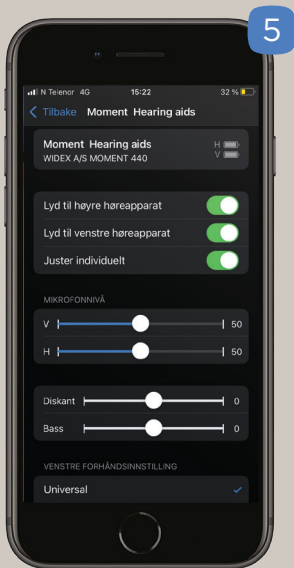 5
N Telenor 4G 15:22 32 %
Tilbake Moment Hearing aids
Moment Hearing aids H
WIDEX A/S MOMENT 440 V
Lyd til høyre høreapparat
Lyd til venstre høreapparat
Juster individuelt
MIKROFONNIVÅ
V 50
H 50
Diskant 0
Bass 0
VENSTRE FORHÅNDSINNSTILLING
Universal